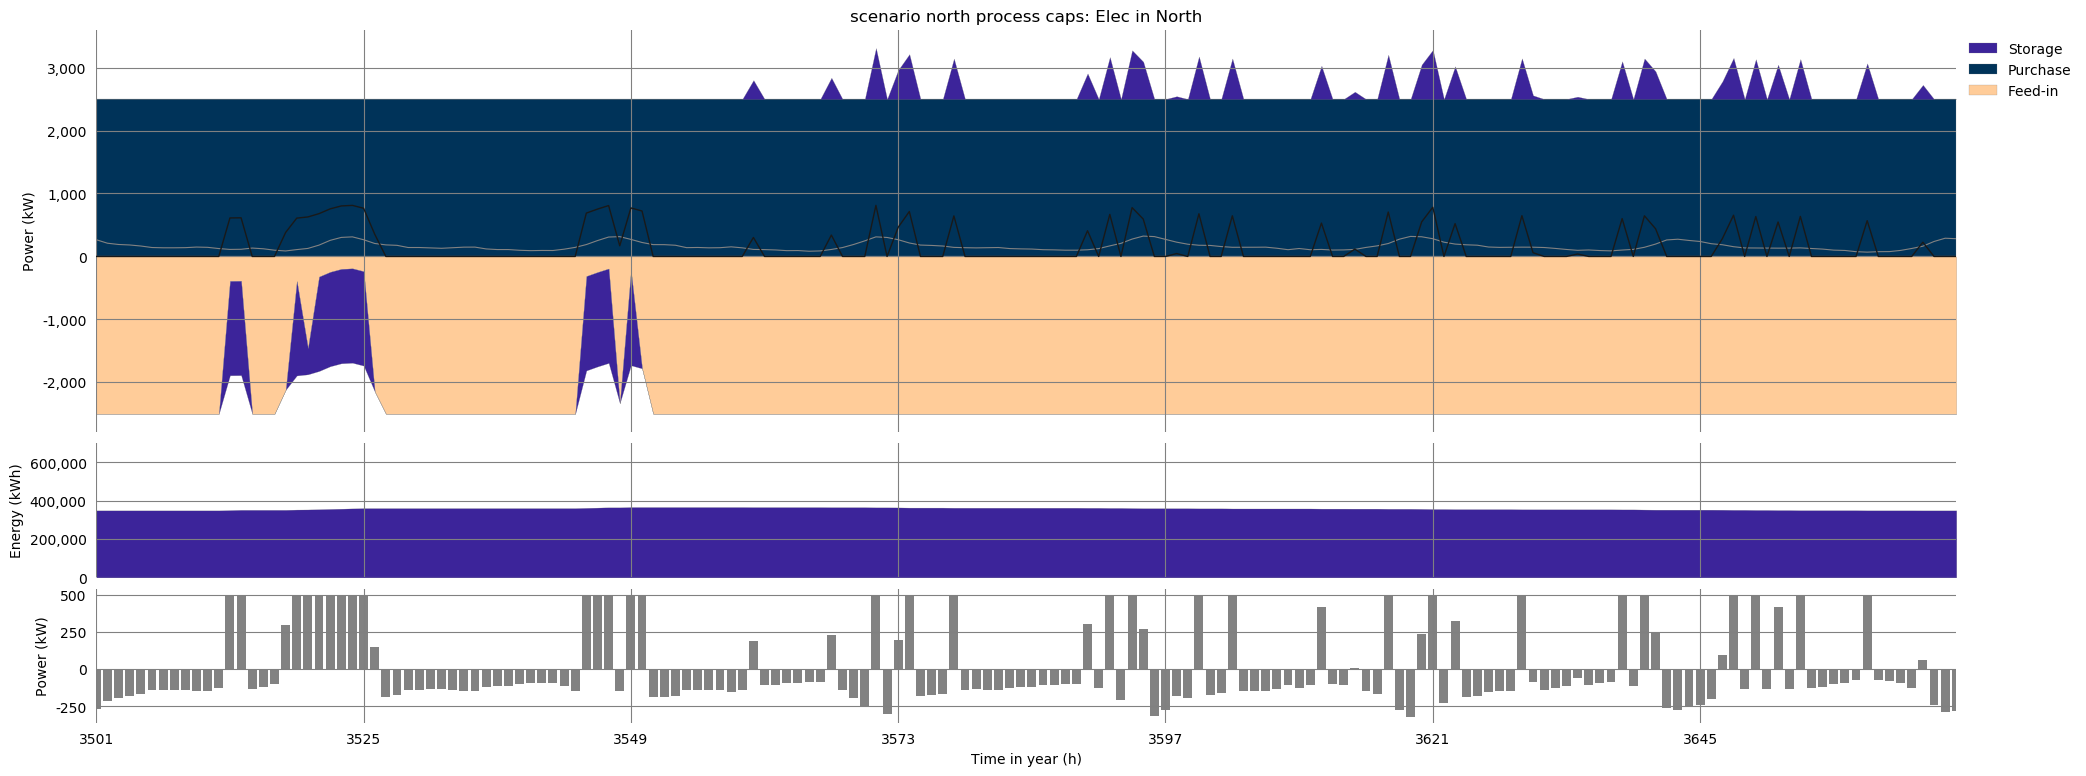 scenario north process caps: Elec in North
Storage
Purchase
Feed-in
Power (kW)
3,000
2,000
1,000
0
-1,000
-2,000
Energy (kWh)
600,000
400,000
200,000
0
Power (kW)
500
250
0
-250
3501 3525 3549 3573 3597 3621 3645
Time in year (h)